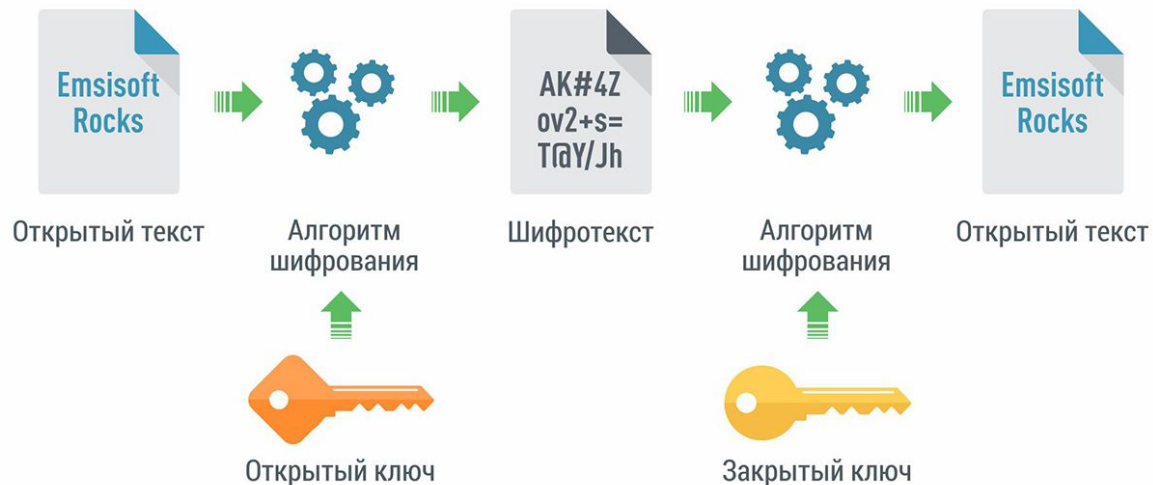 Emsisoft
Rocks
AK#4Z
ov2+s=
T@Y/Jh
Emsisoft
Rocks
Открытый текст
Алгоритм
шифрования
Шифротекст
Алгоритм
шифрования
Открытый текст
Открытый ключ
Закрытый ключ